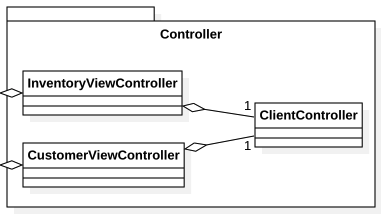 Controller
InventoryViewController
1
ClientController
CustomerViewController
1